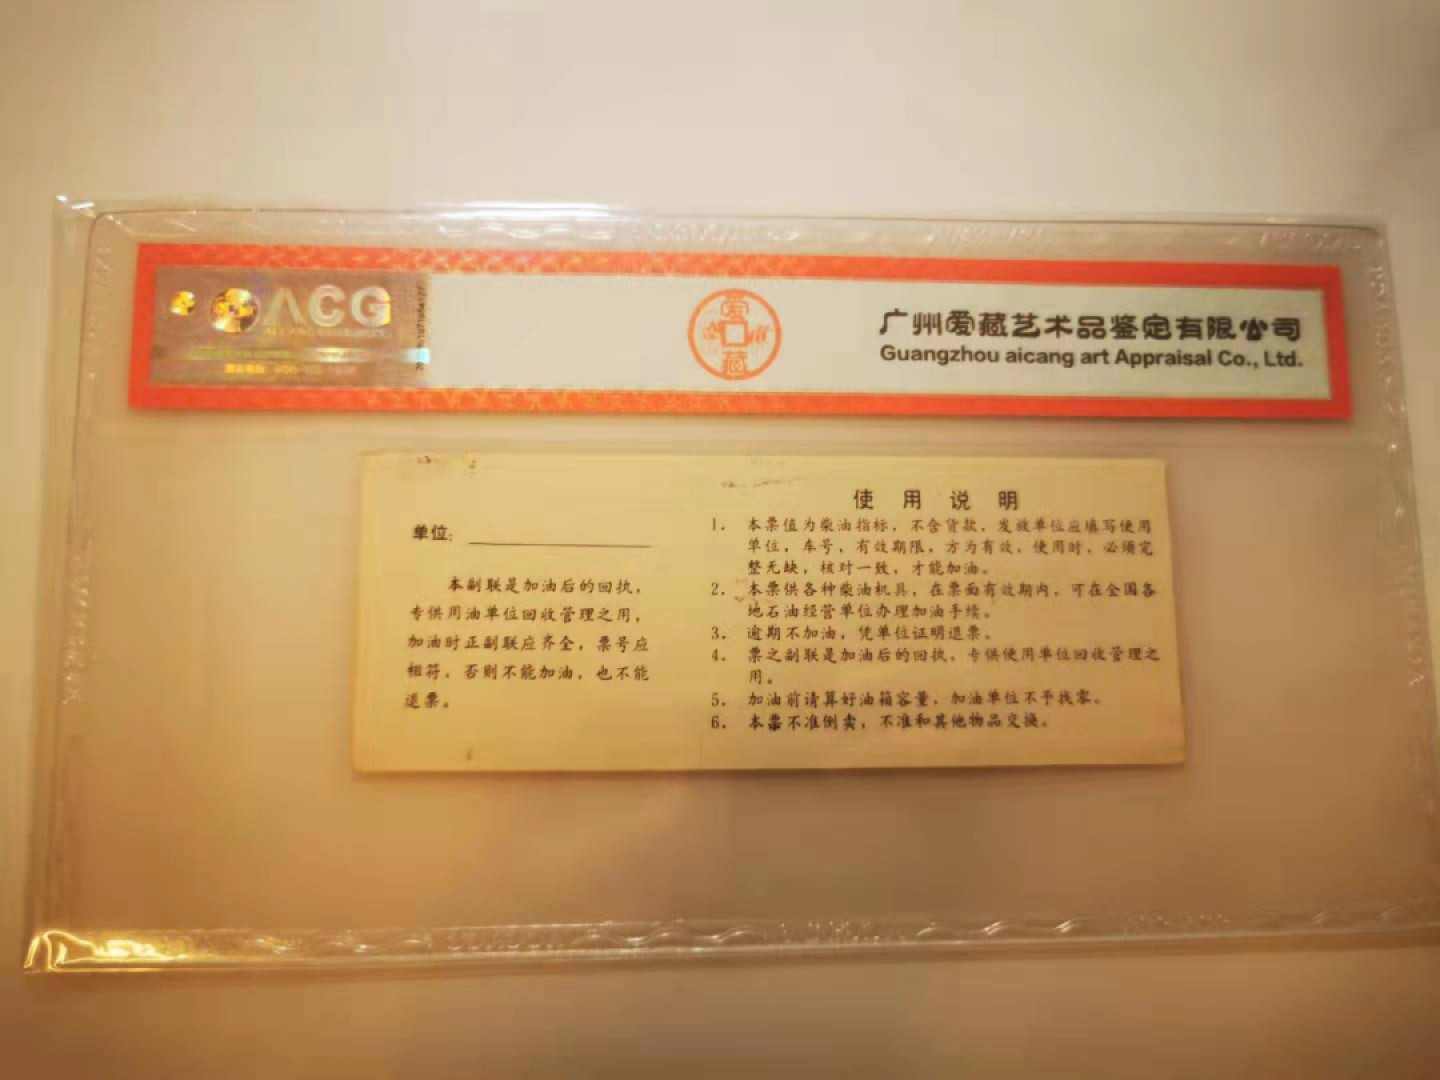 ACG
爱
藏
广州爱藏艺术品鉴定有限公司
Guangzhou aicang art Appraisal Co., Ltd.
单位:
本副联是加油后的回执，
专供用油单位回收管理之用，
加油时正副联应齐全，票号应
相符，否则不能加油，也不能
退票。
使用说明
1. 本票值为柴油指标，不含货款，发放单位应填写使用
单位，车号，有效期限，方为有效，使用时，必须完
整无缺，核对一致，才能加油。
2. 本票供各种柴油机具，在票面有效期内，可在全国各
地石油经营单位办理加油手续。
3. 逾期不加油，凭单位证明退票。
4. 票之副联是加油后的回执，专供使用单位回收管理之
用。
5. 加油前请算好油箱容量，加油单位不予找零。
6. 本票不准倒卖，不准和其他物品交换。